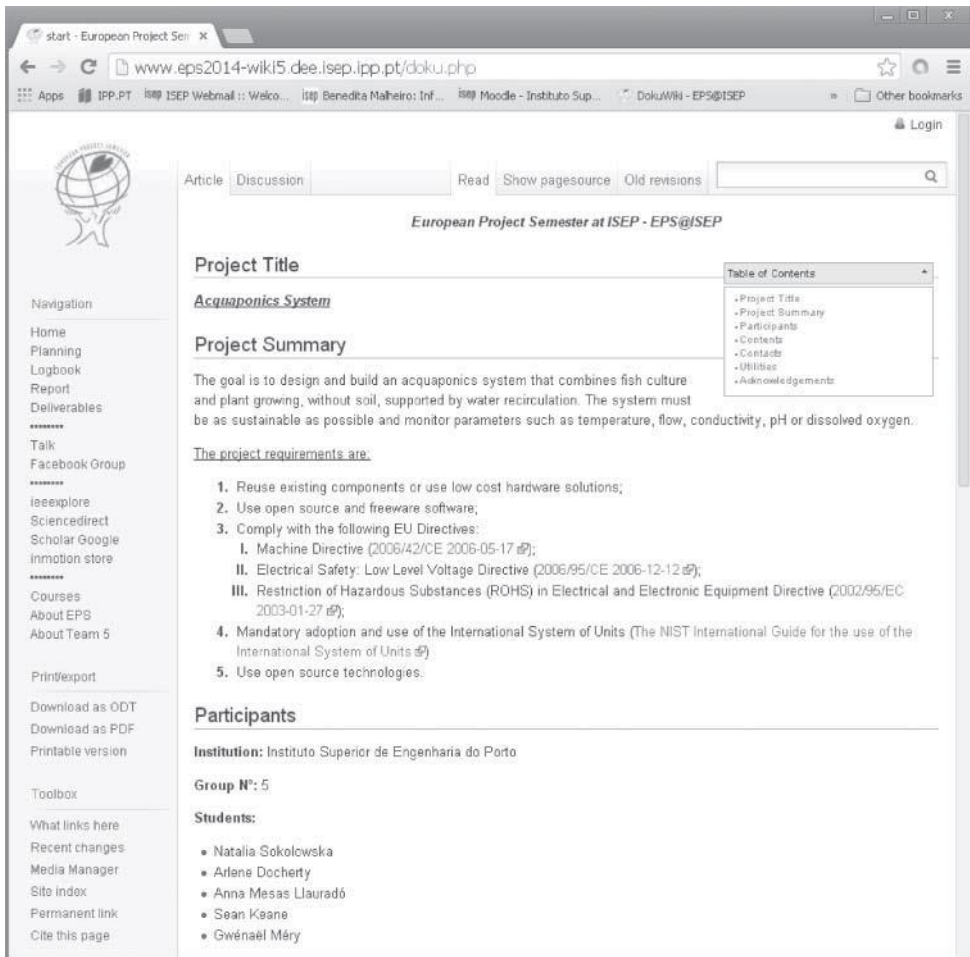 start - European Project Sem
www.eps2014-wiki5.dee.isep.ipp.pt/doku.php
Apps IPP.PT ISEP Webmail :: Welco... Benedita Malheiro: Inf... Moodle - Instituto Sup... DokuWiki - EPS@ISEP » Other bookmarks
Login
EUROPEAN PROJECT SEMESTER
Article Discussion Read Show pagesource Old revisions
European Project Semester at ISEP - EPS@ISEP
Project Title
Acquaponics System
Table of Contents
Project Title
Project Summary
Participants
Contents
Contacts
Utilities
Acknowledgements
Project Summary
The goal is to design and build an acquaponics system that combines fish culture
and plant growing, without soil, supported by water recirculation. The system must
be as sustainable as possible and monitor parameters such as temperature, flow, conductivity, pH or dissolved oxygen.
The project requirements are:
1. Reuse existing components or use low cost hardware solutions;
2. Use open source and freeware software;
3. Comply with the following EU Directives:
I. Machine Directive (2006/42/CE 2006-05-17);
II. Electrical Safety: Low Level Voltage Directive (2006/95/CE 2006-12-12);
III. Restriction of Hazardous Substances (ROHS) in Electrical and Electronic Equipment Directive (2002/95/EC
2003-01-27);
4. Mandatory adoption and use of the International System of Units (The NIST International Guide for the use of the
International System of Units)
5. Use open source technologies.
Participants
Institution: Instituto Superior de Engenharia do Porto
Group Nº: 5
Students:
Natalia Sokolowska
Arlene Docherty
Anna Mesas Llauradó
Sean Keane
Gwénaël Méry
Navigation
Home
Planning
Logbook
Report
Deliverables
********
Talk
Facebook Group
********
ieeexplore
Sciencedirect
Scholar Google
inmotion store
********
Courses
About EPS
About Team 5
Print/export
Download as ODT
Download as PDF
Printable version
Toolbox
What links here
Recent changes
Media Manager
Site index
Permanent link
Cite this page